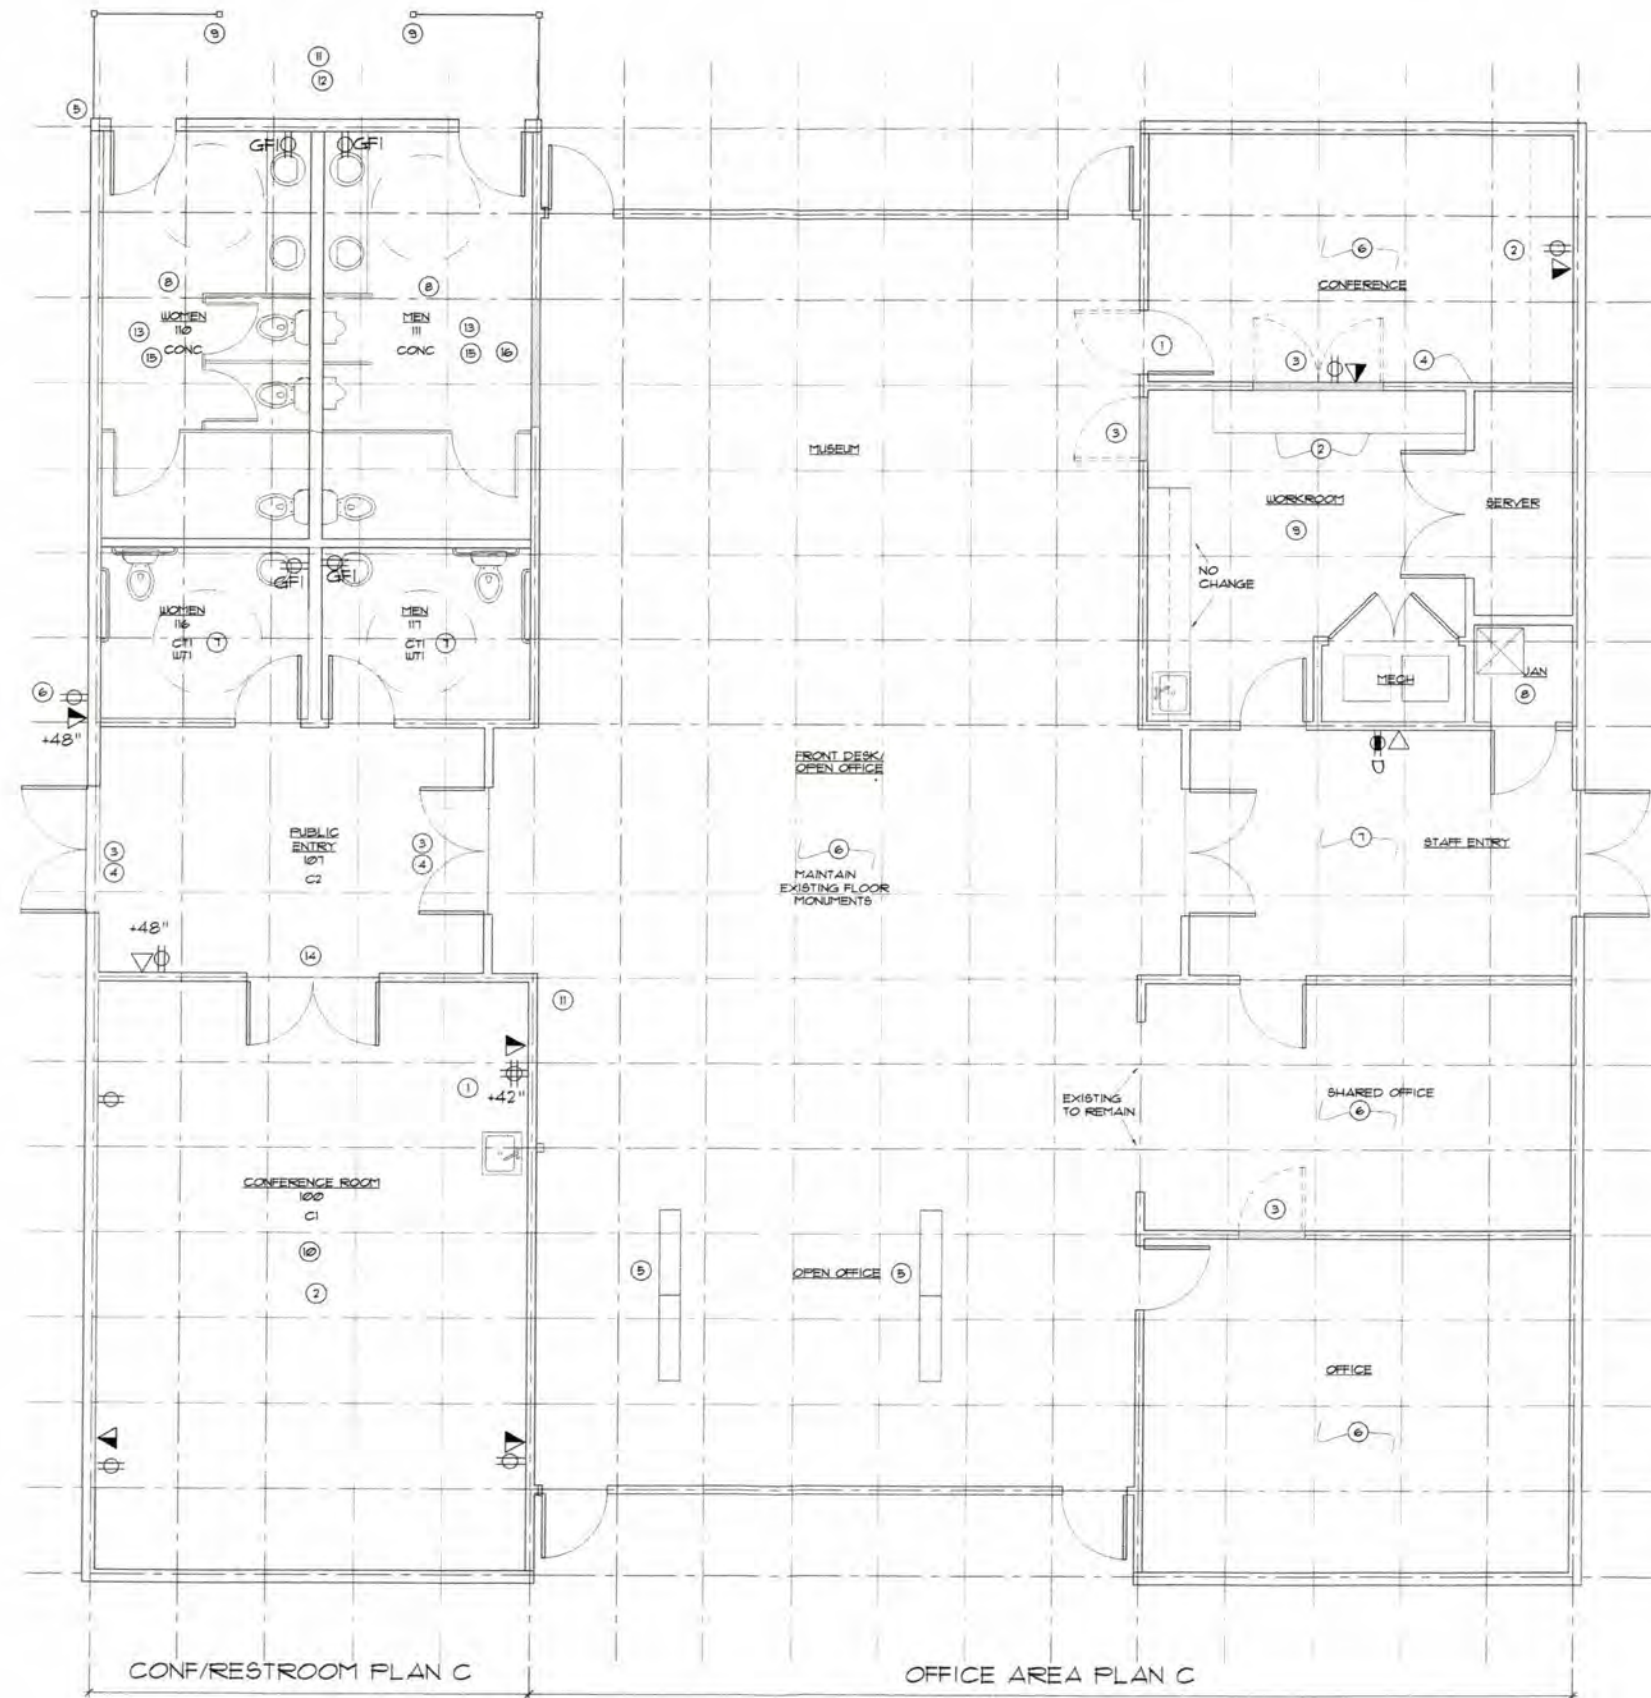 9
9
11
12
5
GFI
GFI
8
WOMEN
110
CONC
13
15
8
MEN
111
CONC
13
15
16
GFI
GFI
WOMEN
116
CT1
WT1
7
MEN
117
CT1
WT1
7
6
+48"
PUBLIC
ENTRY
107
C2
3
4
3
4
+48"
14
11
1
+42"
CONFERENCE ROOM
100
C1
10
2
MUSEUM
FRONT DESK/
OPEN OFFICE
6
MAINTAIN
EXISTING FLOOR
MONUMENTS
5
OPEN OFFICE
5
6
CONFERENCE
2
1
3
4
3
2
WORKROOM
9
SERVER
NO
CHANGE
MECH
JAN
8
D
7
STAFF ENTRY
EXISTING
TO REMAIN
SHARED OFFICE
6
3
OFFICE
6
CONF/RESTROOM PLAN C
OFFICE AREA PLAN C